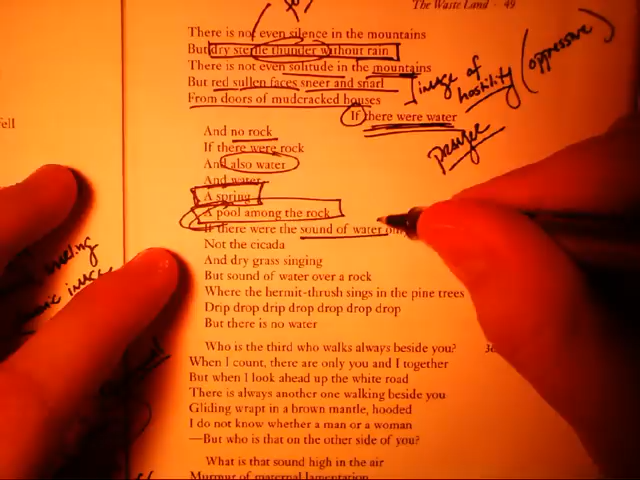 The Waste Land · 49
There is not even silence in the mountains
But dry sterile thunder without rain
There is not even solitude in the mountains
But red sullen faces sneer and snarl
From doors of mudcracked houses
image of hostility (oppressive)
If there were water
And no rock
If there were rock
And also water
And water
A spring
A pool among the rock
If there were the sound of water on
Not the cicada
And dry grass singing
But sound of water over a rock
Where the hermit-thrush sings in the pine trees
Drip drop drip drop drop drop drop
But there is no water
Who is the third who walks always beside you?
When I count, there are only you and I together
But when I look ahead up the white road
There is always another one walking beside you
Gliding wrapt in a brown mantle, hooded
I do not know whether a man or a woman
—But who is that on the other side of you?
What is that sound high in the air
Murmur of maternal lamentation